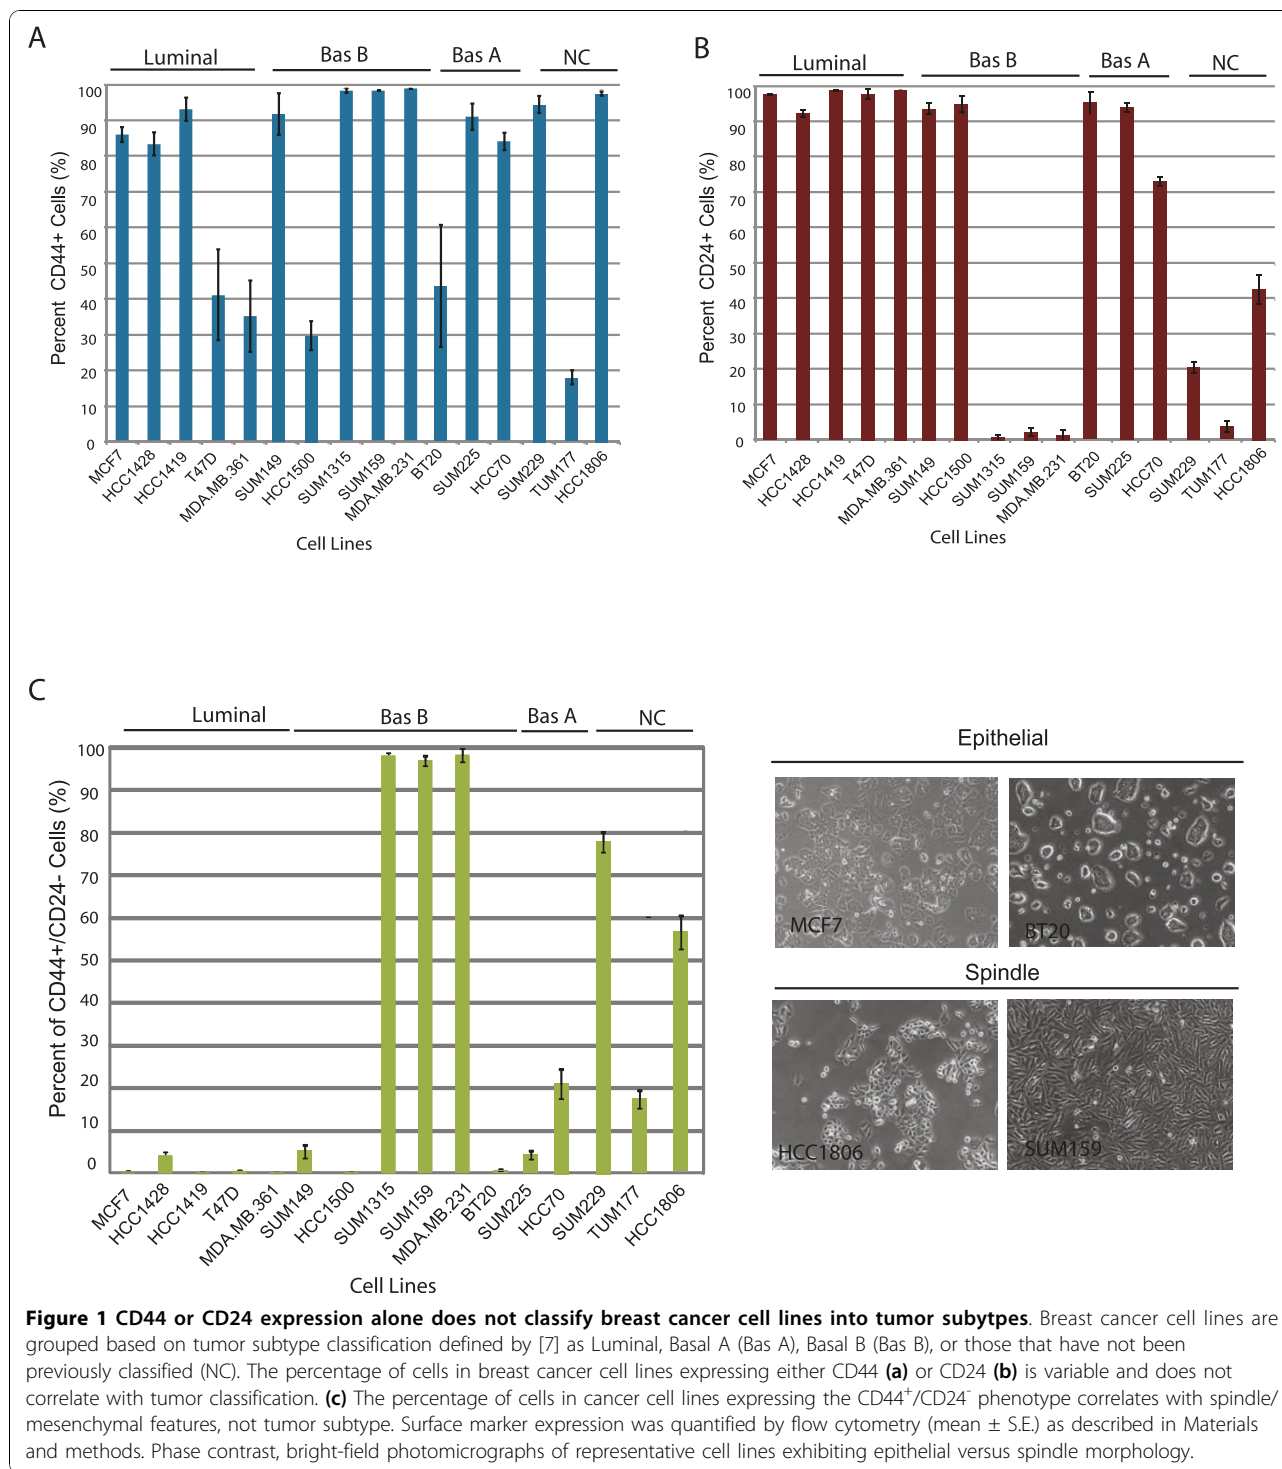 A
Luminal
Bas B
Bas A
NC
Percent CD44+ Cells (%)
100
90
80
70
60
50
40
30
20
10
0
MCF7
HCC1428
HCC1419
T47D
MDA.MB.361
SUM149
HCC1500
SUM1315
SUM159
MDA.MB.231
BT20
SUM225
HCC70
SUM229
TUM177
HCC1806
Cell Lines
B
Luminal
Bas B
Bas A
NC
Percent CD24+ Cells (%)
100
90
80
70
60
50
40
30
20
10
0
MCF7
HCC1428
HCC1419
T47D
MDA.MB.361
SUM149
HCC1500
SUM1315
SUM159
MDA.MB.231
BT20
SUM225
HCC70
SUM229
TUM177
HCC1806
Cell Lines
C
Luminal
Bas B
Bas A
NC
Percent of CD44+/CD24- Cells (%)
100
90
80
70
60
50
40
30
20
10
0
MCF7
HCC1428
HCC1419
T47D
MDA.MB.361
SUM149
HCC1500
SUM1315
SUM159
MDA.MB.231
BT20
SUM225
HCC70
SUM229
TUM177
HCC1806
Cell Lines
Epithelial
MCF7
BT20
Spindle
HCC1806
SUM159
Figure 1 CD44 or CD24 expression alone does not classify breast cancer cell lines into tumor subytpes. Breast cancer cell lines are
grouped based on tumor subtype classification defined by [7] as Luminal, Basal A (Bas A), Basal B (Bas B), or those that have not been
previously classified (NC). The percentage of cells in breast cancer cell lines expressing either CD44 (a) or CD24 (b) is variable and does not
correlate with tumor classification. (c) The percentage of cells in cancer cell lines expressing the CD44⁺/CD24⁻ phenotype correlates with spindle/
mesenchymal features, not tumor subtype. Surface marker expression was quantified by flow cytometry (mean ± S.E.) as described in Materials
and methods. Phase contrast, bright-field photomicrographs of representative cell lines exhibiting epithelial versus spindle morphology.